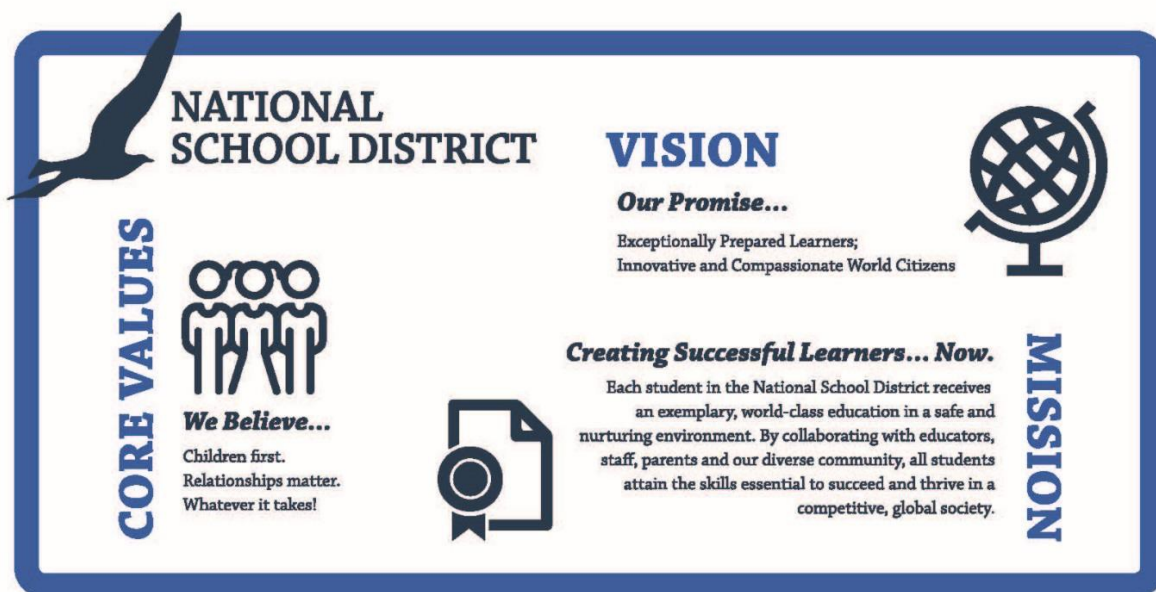 NATIONAL
SCHOOL DISTRICT
VISION
Our Promise...
Exceptionally Prepared Learners;
Innovative and Compassionate World Citizens
CORE VALUES
We Believe...
Children first.
Relationships matter.
Whatever it takes!
MISSION
Creating Successful Learners... Now.
Each student in the National School District receives
an exemplary, world-class education in a safe and
nurturing environment. By collaborating with educators,
staff, parents and our diverse community, all students
attain the skills essential to succeed and thrive in a
competitive, global society.